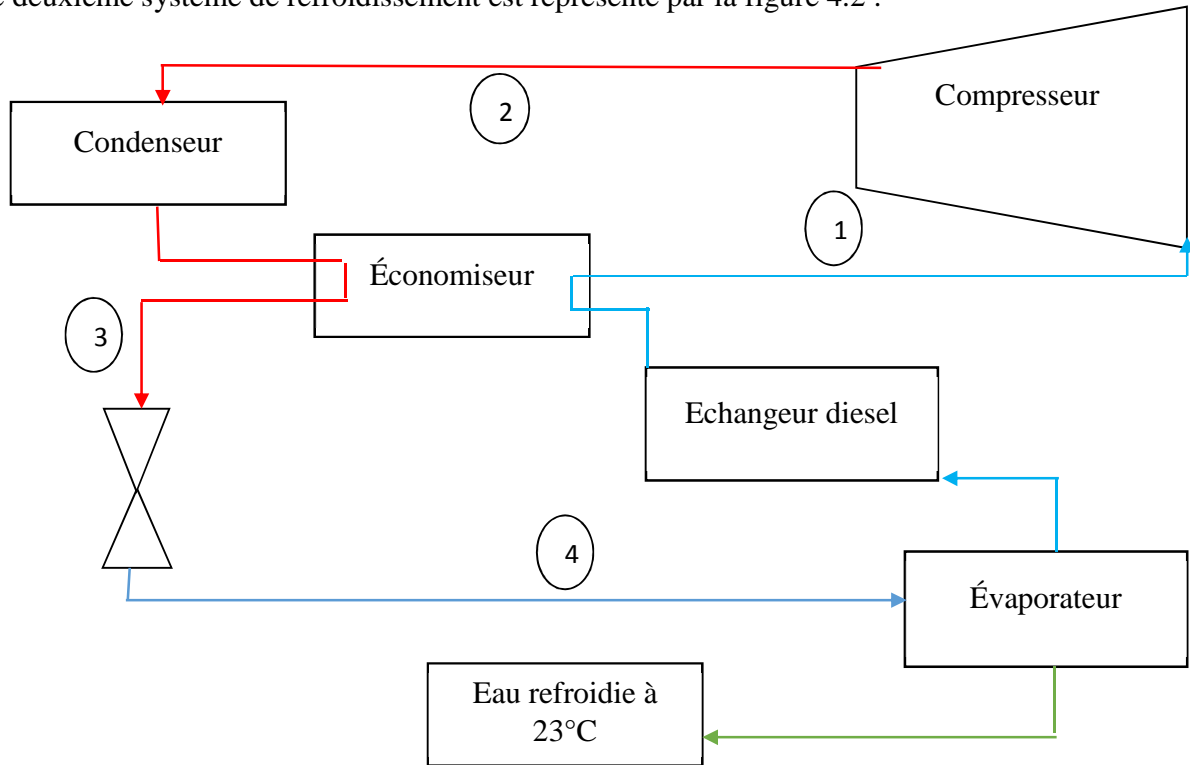 deuxième système de refroidissement est représenté par la figure 4.2 :
Compresseur
2
Condenseur
1
Économiseur
3
Echangeur diesel
4
Évaporateur
Eau refroidie à
23°C